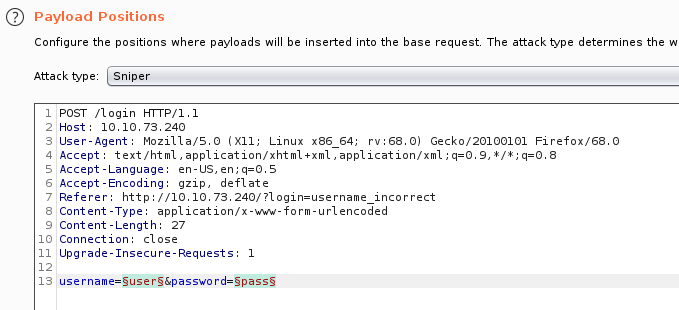 ? Payload Positions
Configure the positions where payloads will be inserted into the base request. The attack type determines the w
Attack type: Sniper
1 POST /login HTTP/1.1
2 Host: 10.10.73.240
3 User-Agent: Mozilla/5.0 (X11; Linux x86_64; rv:68.0) Gecko/20100101 Firefox/68.0
4 Accept: text/html,application/xhtml+xml,application/xml;q=0.9,*/*;q=0.8
5 Accept-Language: en-US,en;q=0.5
6 Accept-Encoding: gzip, deflate
7 Referer: http://10.10.73.240/?login=username_incorrect
8 Content-Type: application/x-www-form-urlencoded
9 Content-Length: 27
10 Connection: close
11 Upgrade-Insecure-Requests: 1
12
13 username=§user§&password=§pass§